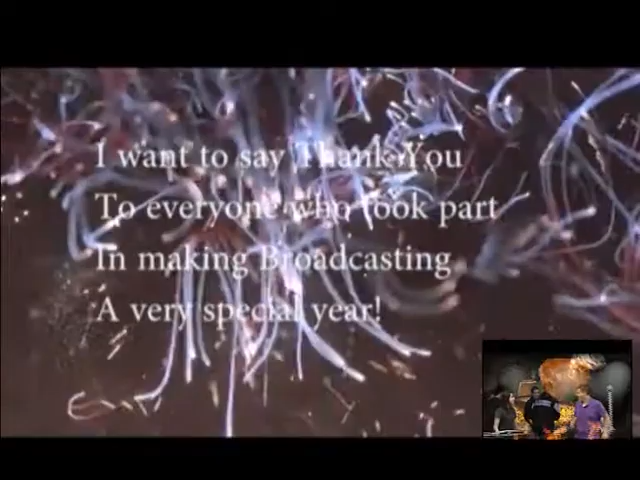 I want to say Thank You
To everyone who took part
In making Broadcasting
A very special year!